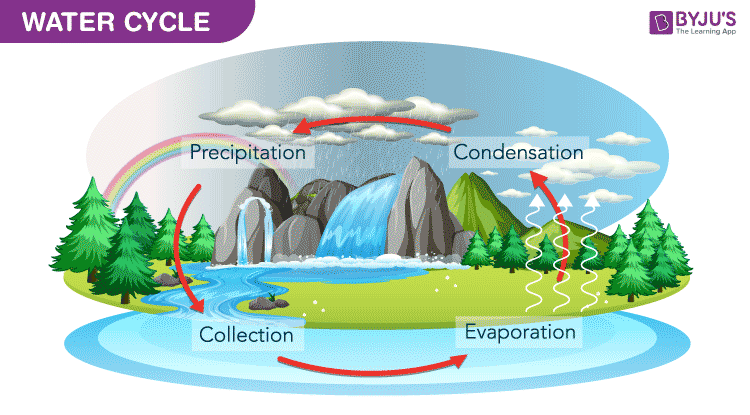 WATER CYCLE
BYJU'S
The Learning App
Precipitation
Condensation
Collection
Evaporation